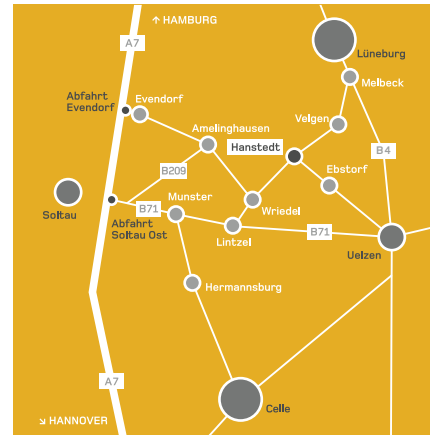 ↑ HAMBURG
A7
Lüneburg
Melbeck
Abfahrt
Evendorf
Evendorf
Velgen
Amelinghausen
Hanstedt
B4
B209
Ebstorf
Soltau
Munster
B71
Wriedel
Abfahrt
Soltau Ost
Lintzel
B71
Uelzen
Hermannsburg
A7
Celle
↘ HANNOVER